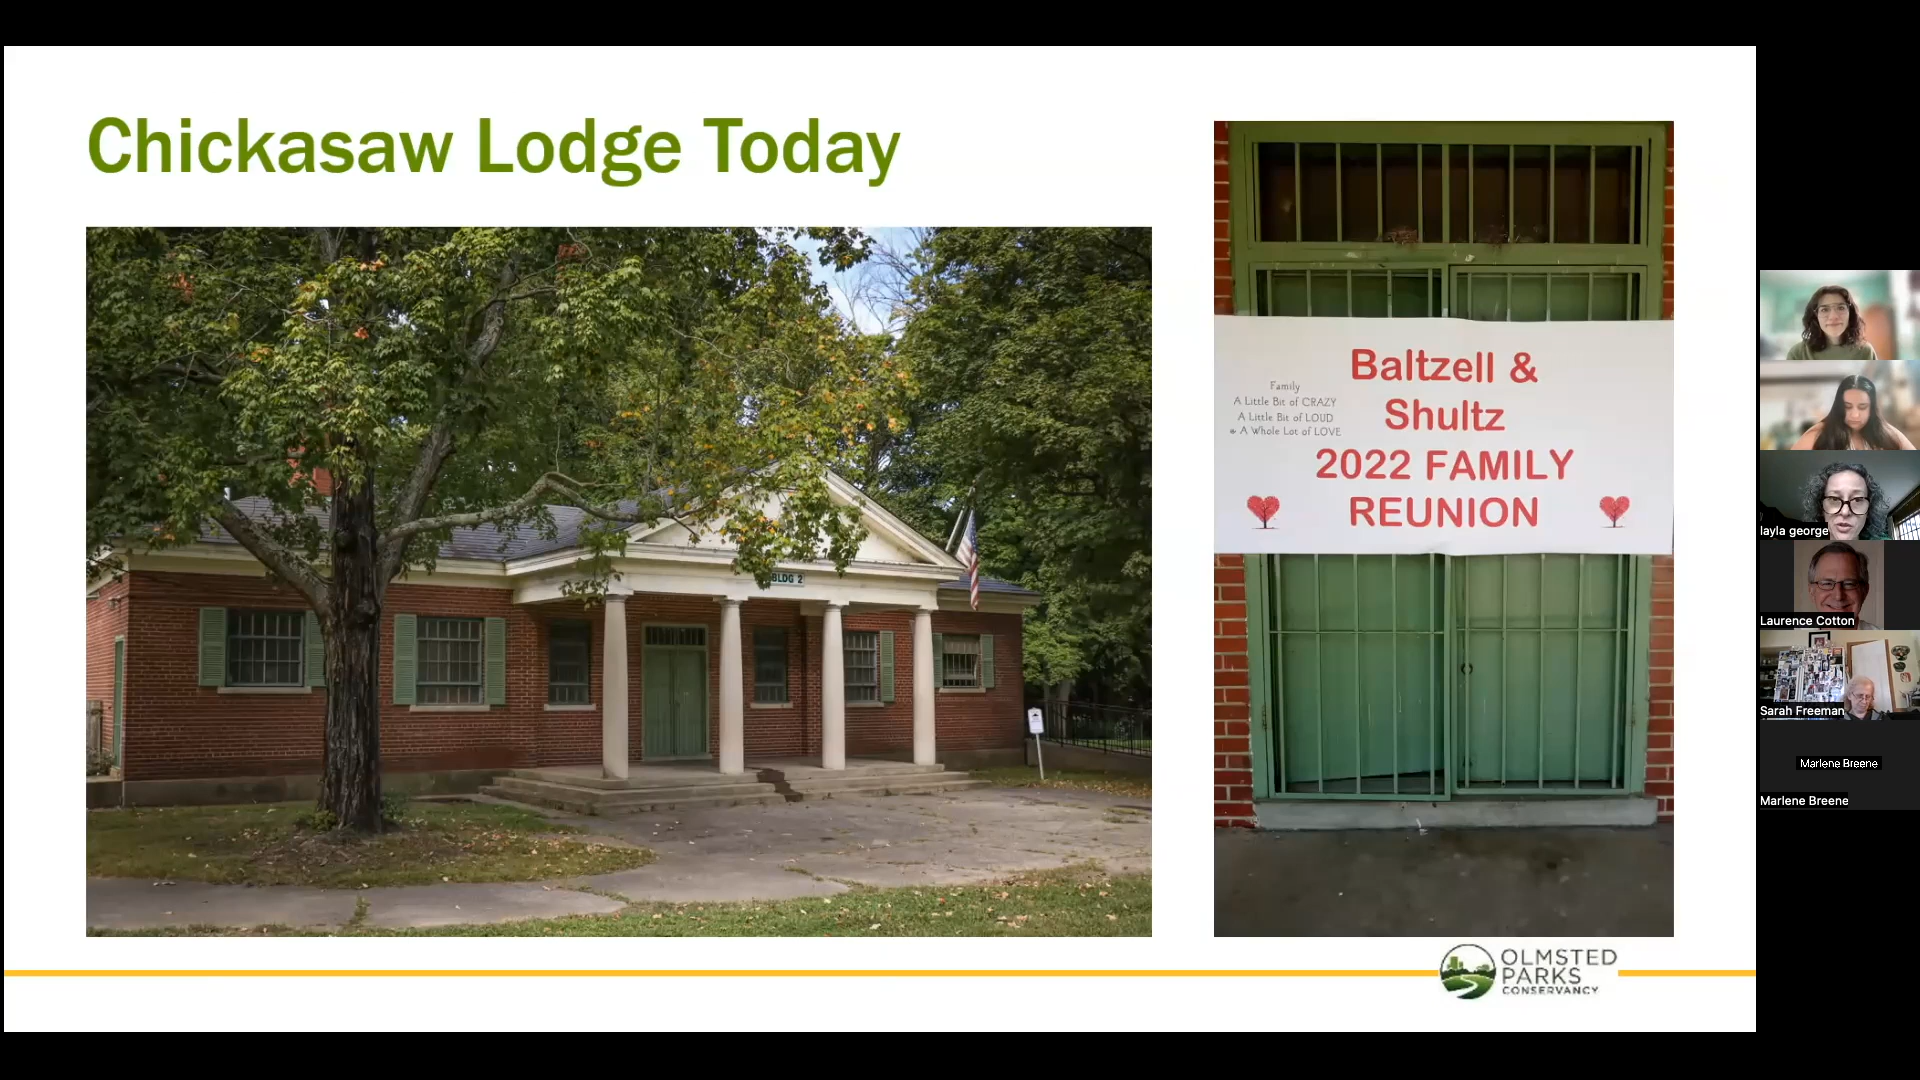 Chickasaw Lodge Today
BLDG 2
Baltzell &
Shultz
2022 FAMILY
REUNION
Family
A Little Bit of CRAZY
A Little Bit of LOUD
& A Whole Lot of LOVE
OLMSTED
PARKS
CONSERVANCY
layla george
Laurence Cotton
Sarah Freeman
Marlene Breene
Marlene Breene